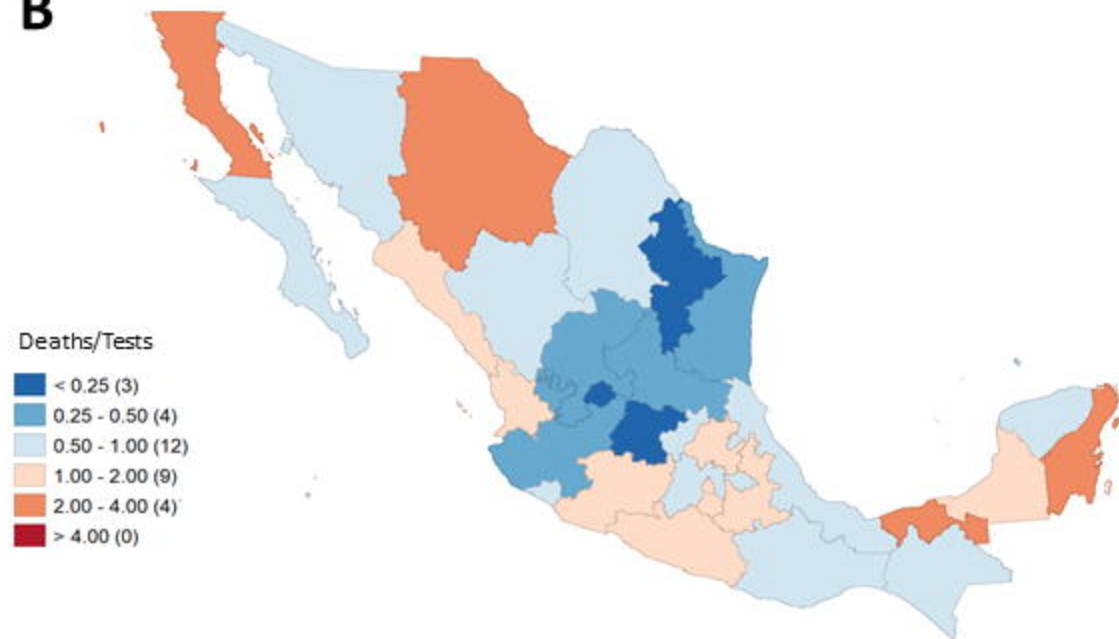 B
Deaths/Tests
< 0.25 (3)
0.25 - 0.50 (4)
0.50 - 1.00 (12)
1.00 - 2.00 (9)
2.00 - 4.00 (4)
> 4.00 (0)